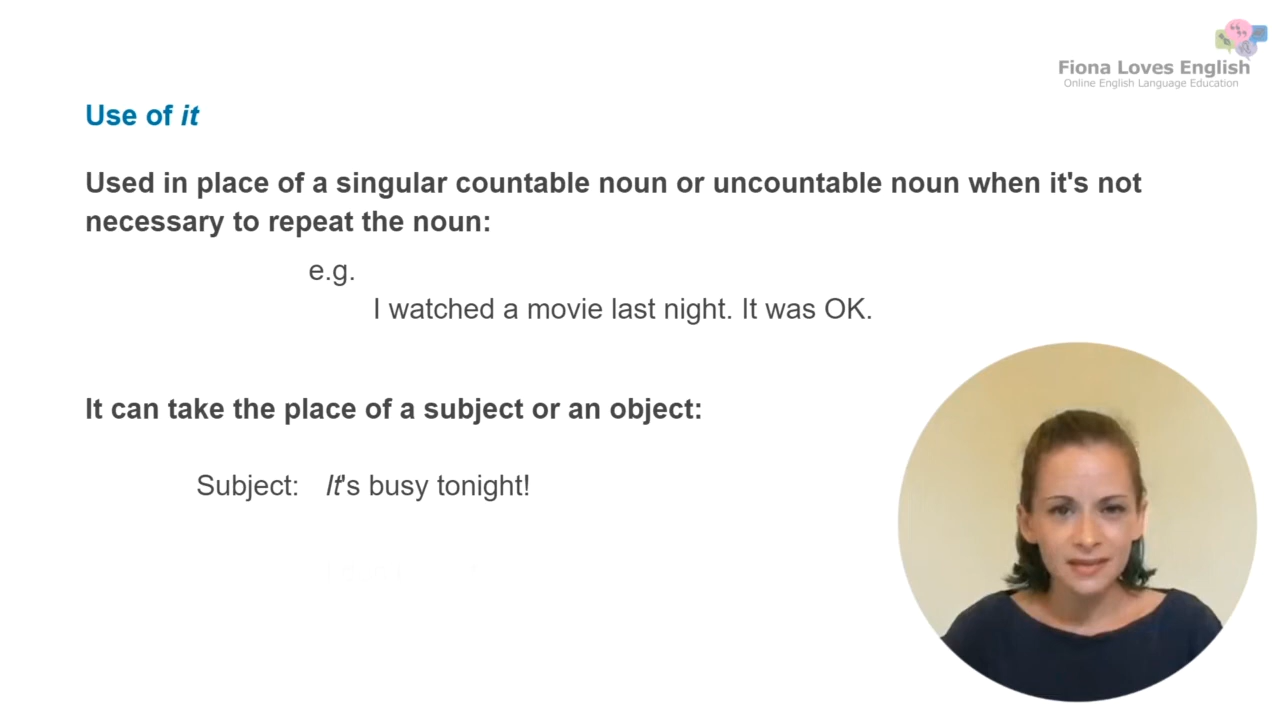 Fiona Loves English
Online English Language Education
Use of it
Used in place of a singular countable noun or uncountable noun when it's not
necessary to repeat the noun:
e.g.
I watched a movie last night. It was OK.
It can take the place of a subject or an object:
Subject: It's busy tonight!